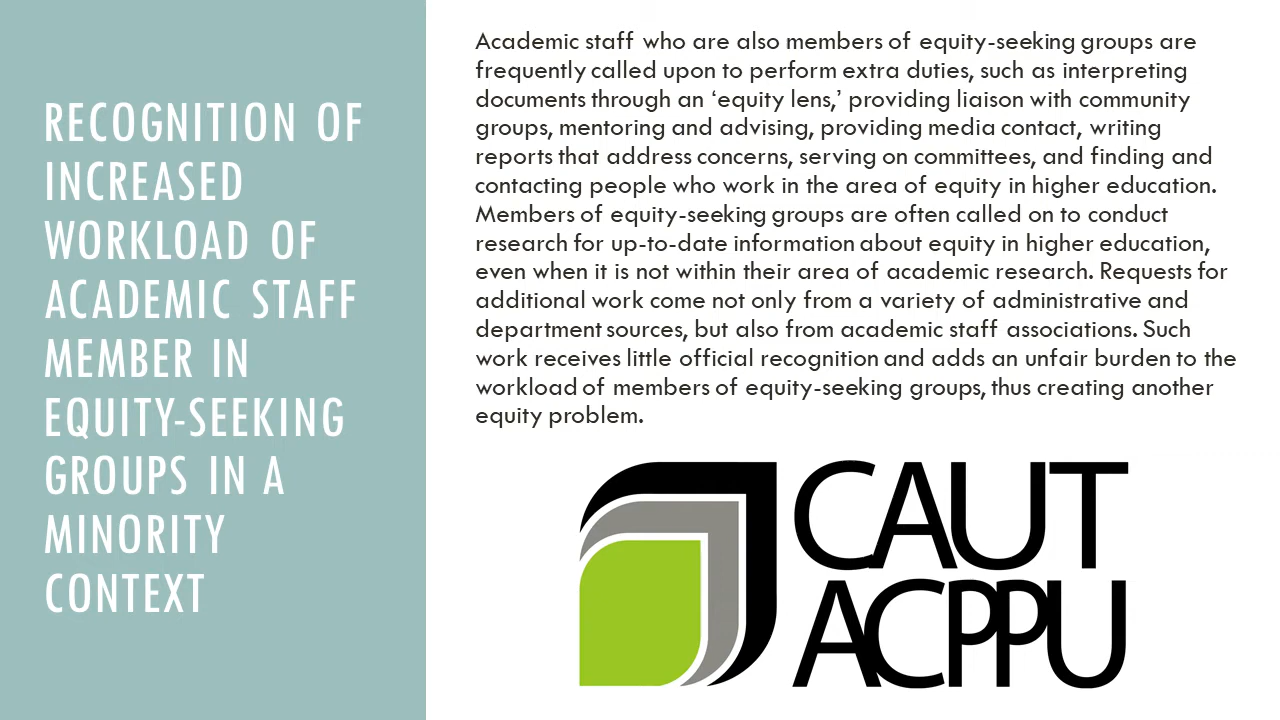 RECOGNITION OF
INCREASED
WORKLOAD OF
ACADEMIC STAFF
MEMBER IN
EQUITY-SEEKING
GROUPS IN A
MINORITY
CONTEXT
Academic staff who are also members of equity-seeking groups are
frequently called upon to perform extra duties, such as interpreting
documents through an ‘equity lens,’ providing liaison with community
groups, mentoring and advising, providing media contact, writing
reports that address concerns, serving on committees, and finding and
contacting people who work in the area of equity in higher education.
Members of equity-seeking groups are often called on to conduct
research for up-to-date information about equity in higher education,
even when it is not within their area of academic research. Requests for
additional work come not only from a variety of administrative and
department sources, but also from academic staff associations. Such
work receives little official recognition and adds an unfair burden to the
workload of members of equity-seeking groups, thus creating another
equity problem.
CAUT
ACPPU